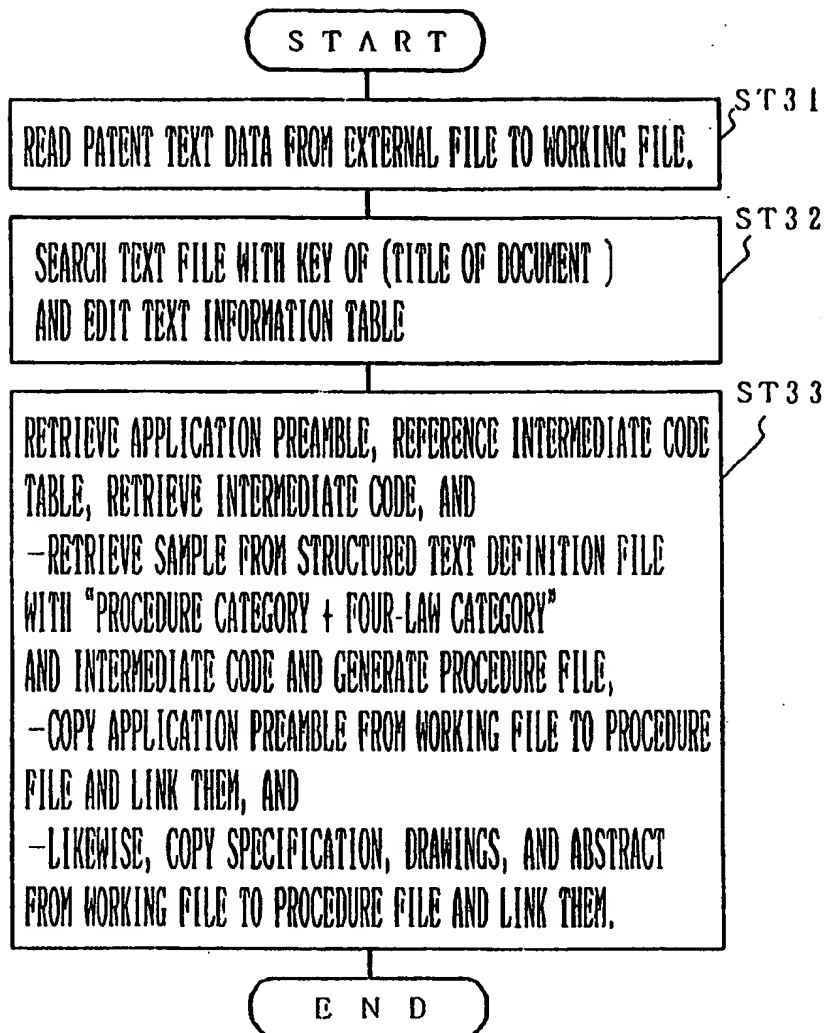 START
ST31
READ PATENT TEXT DATA FROM EXTERNAL FILE TO WORKING FILE.
ST32
SEARCH TEXT FILE WITH KEY OF (TITLE OF DOCUMENT )
AND EDIT TEXT INFORMATION TABLE
ST33
RETRIEVE APPLICATION PREAMBLE, REFERENCE INTERMEDIATE CODE
TABLE, RETRIEVE INTERMEDIATE CODE, AND
-RETRIEVE SAMPLE FROM STRUCTURED TEXT DEFINITION FILE
WITH "PROCEDURE CATEGORY + FOUR-LAW CATEGORY"
AND INTERMEDIATE CODE AND GENERATE PROCEDURE FILE,
-COPY APPLICATION PREAMBLE FROM WORKING FILE TO PROCEDURE
FILE AND LINK THEM, AND
-LIKEWISE, COPY SPECIFICATION, DRAWINGS, AND ABSTRACT
FROM WORKING FILE TO PROCEDURE FILE AND LINK THEM.
END